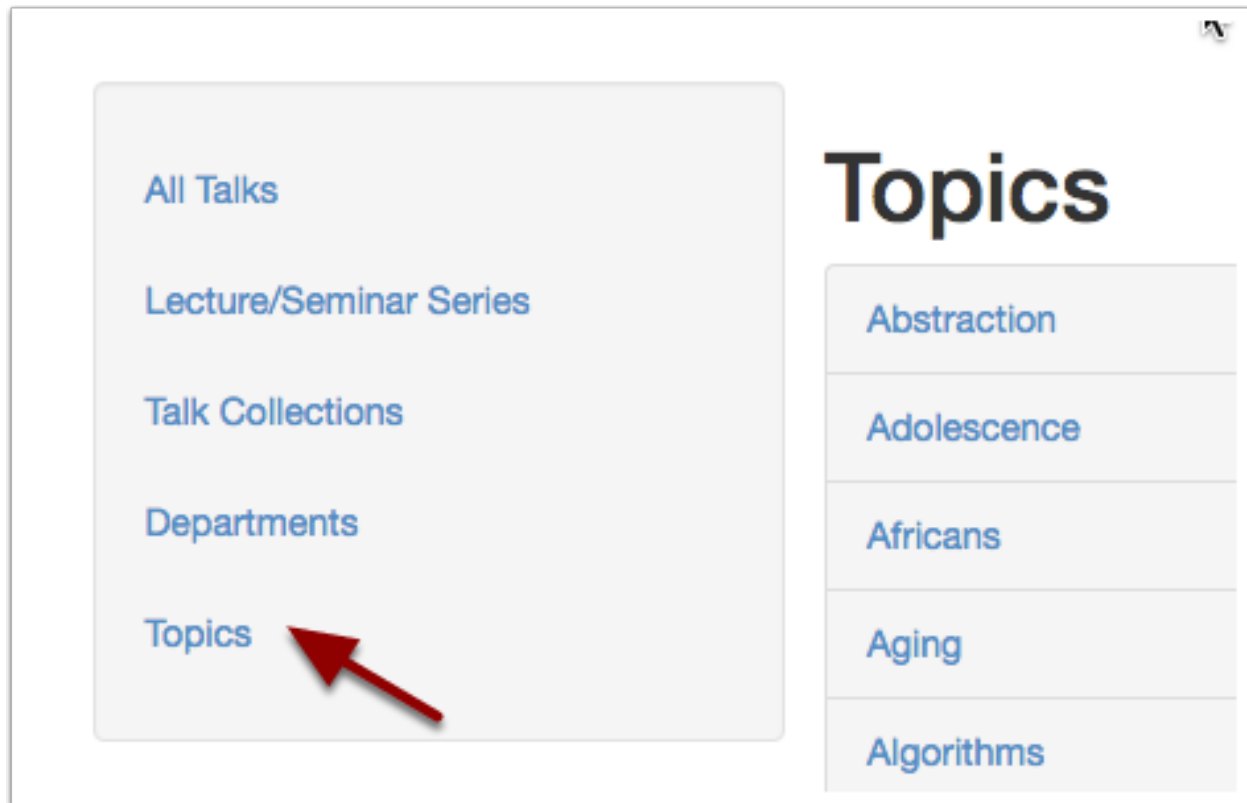 All Talks
Lecture/Seminar Series
Talk Collections
Departments
Topics
Topics
Abstraction
Adolescence
Africans
Aging
Algorithms